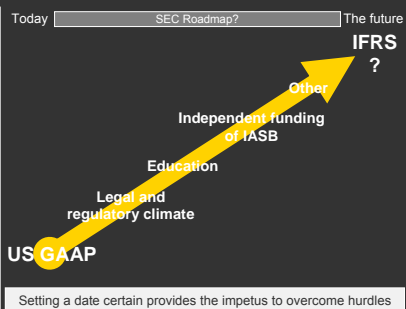 Today SEC Roadmap? The future
IFRS
?
Other
Independent funding
of IASB
Education
Legal and
regulatory climate
US GAAP
Setting a date certain provides the impetus to overcome hurdles